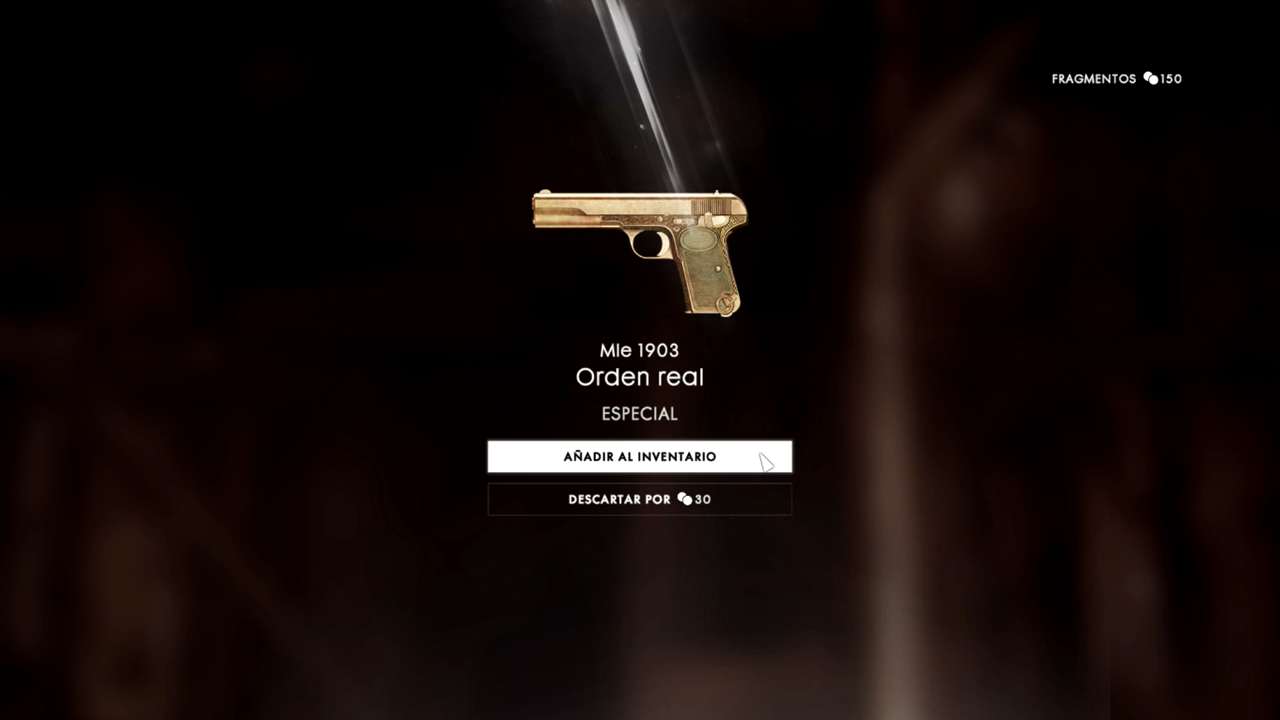 FRAGMENTOS 150
Mle 1903
Orden real
ESPECIAL
AÑADIR AL INVENTARIO
DESCARTAR POR 30